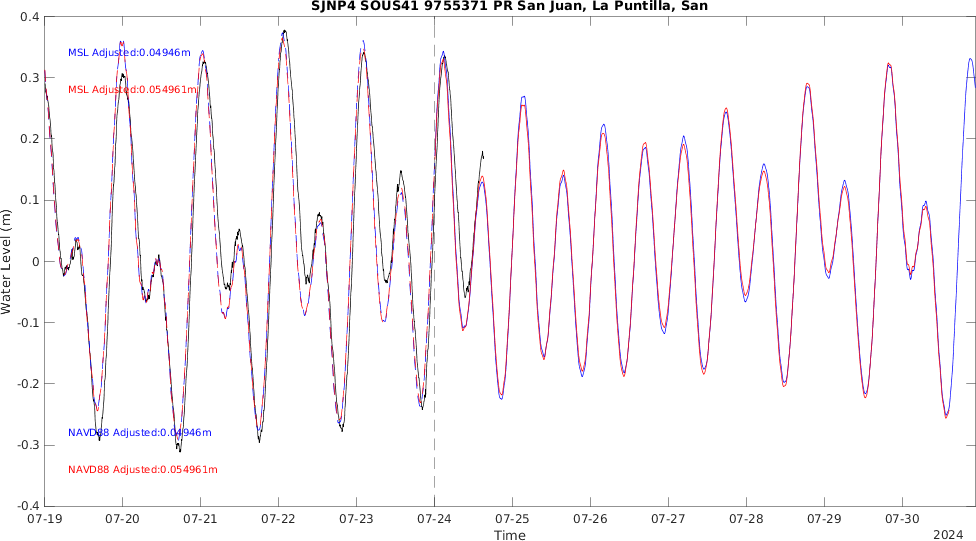 SJNP4 SOUS41 9755371 PR San Juan, La Puntilla, San
0.4
MSL Adjusted:0.04946m
0.3
MSL Adjusted:0.054961m
0.2
0.1
0
Water Level (m)
-0.1
-0.2
NAVD88 Adjusted:0.04946m
-0.3
NAVD88 Adjusted:0.054961m
-0.4
07-19 07-20 07-21 07-22 07-23 07-24 07-25 07-26 07-27 07-28 07-29 07-30
Time
2024